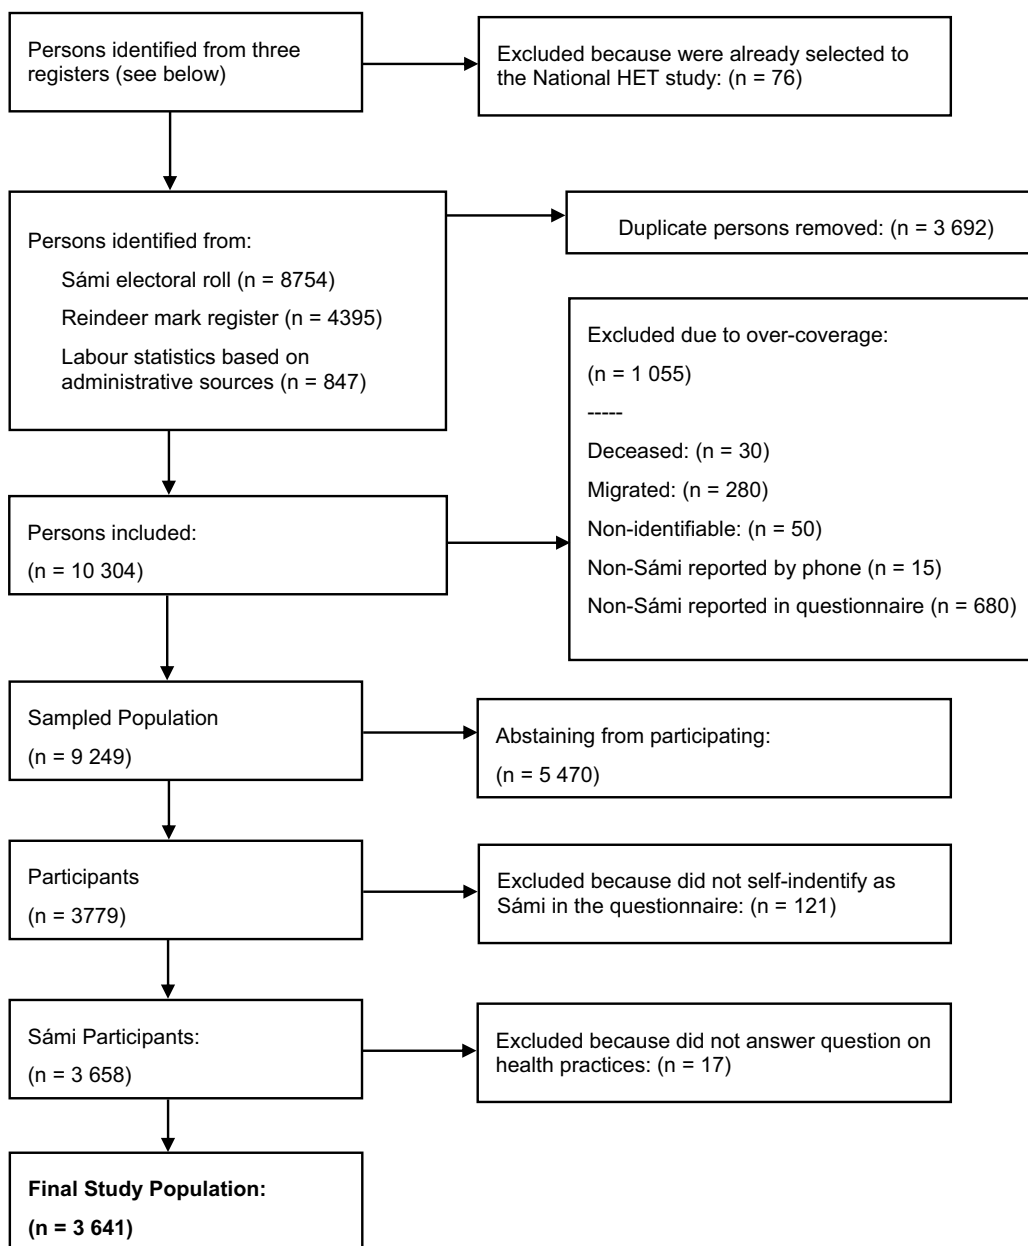 Persons identified from three
registers (see below)
Excluded because were already selected to
the National HET study: (n = 76)
Persons identified from:
Sámi electoral roll (n = 8754)
Reindeer mark register (n = 4395)
Labour statistics based on
administrative sources (n = 847)
Duplicate persons removed: (n = 3 692)
Excluded due to over-coverage:
(n = 1 055)
-----
Deceased: (n = 30)
Migrated: (n = 280)
Non-identifiable: (n = 50)
Non-Sámi reported by phone (n = 15)
Non-Sámi reported in questionnaire (n = 680)
Persons included:
(n = 10 304)
Sampled Population
(n = 9 249)
Abstaining from participating:
(n = 5 470)
Participants
(n = 3779)
Excluded because did not self-indentify as
Sámi in the questionnaire: (n = 121)
Sámi Participants:
(n = 3 658)
Excluded because did not answer question on
health practices: (n = 17)
Final Study Population:
(n = 3 641)